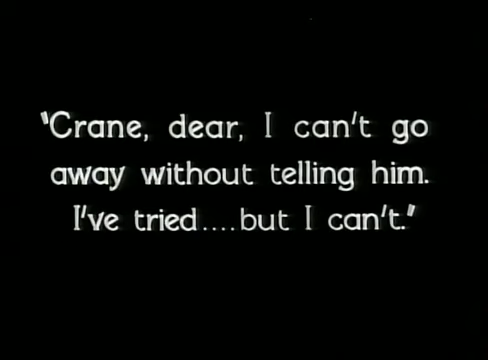 "Crane, dear, I can't go
away without telling him.
I've tried....but I can't."